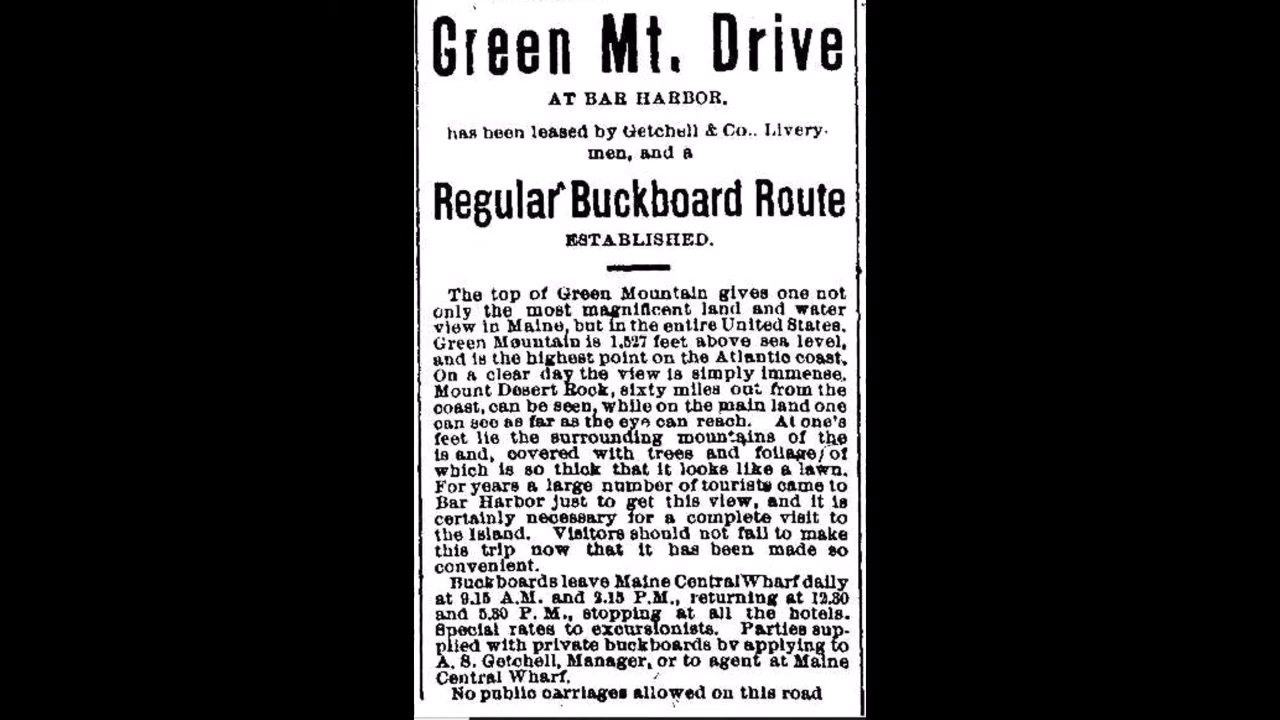 Green Mt. Drive
AT BAR HARBOR.
has been leased by Getchell & Co., Livery-
men, and a
Regular Buckboard Route
ESTABLISHED.
The top of Green Mountain gives one not
only the most magnificent land and water
view in Maine, but in the entire United States.
Green Mountain is 1,527 feet above sea level,
and is the highest point on the Atlantic coast.
On a clear day the view is simply immense.
Mount Desert Rock, sixty miles out from the
coast, can be seen, while on the main land one
can see as far as the eye can reach. At one's
feet lie the surrounding mountains of the
is and, covered with trees and foliage, of
which is so thick that it looks like a lawn.
For years a large number of tourists came to
Bar Harbor just to get this view, and it is
certainly necessary for a complete visit to
the Island. Visitors should not fail to make
this trip now that it has been made so
convenient.
Buckboards leave Maine Central Wharf daily
at 9.15 A.M. and 2.15 P.M., returning at 12.30
and 5.30 P. M., stopping at all the hotels.
Special rates to excursionists. Parties sup-
plied with private buckboards by applying to
A. S. Getchell, Manager, or to agent at Maine
Central Wharf.
No public carriages allowed on this road